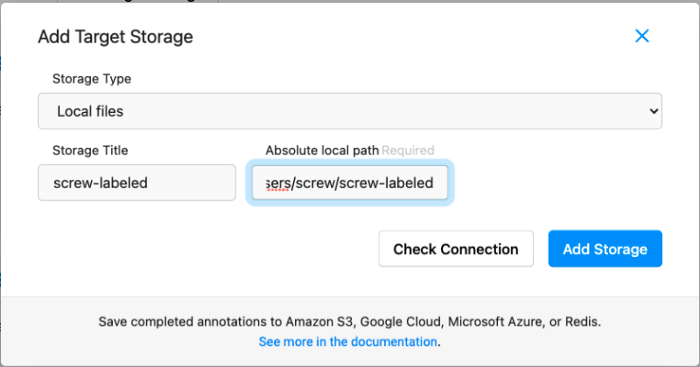 Add Target Storage
Storage Type
Local files
Storage Title
Absolute local path Required
screw-labeled
sers/screw/screw-labeled
Check Connection
Add Storage
Save completed annotations to Amazon S3, Google Cloud, Microsoft Azure, or Redis.
See more in the documentation.